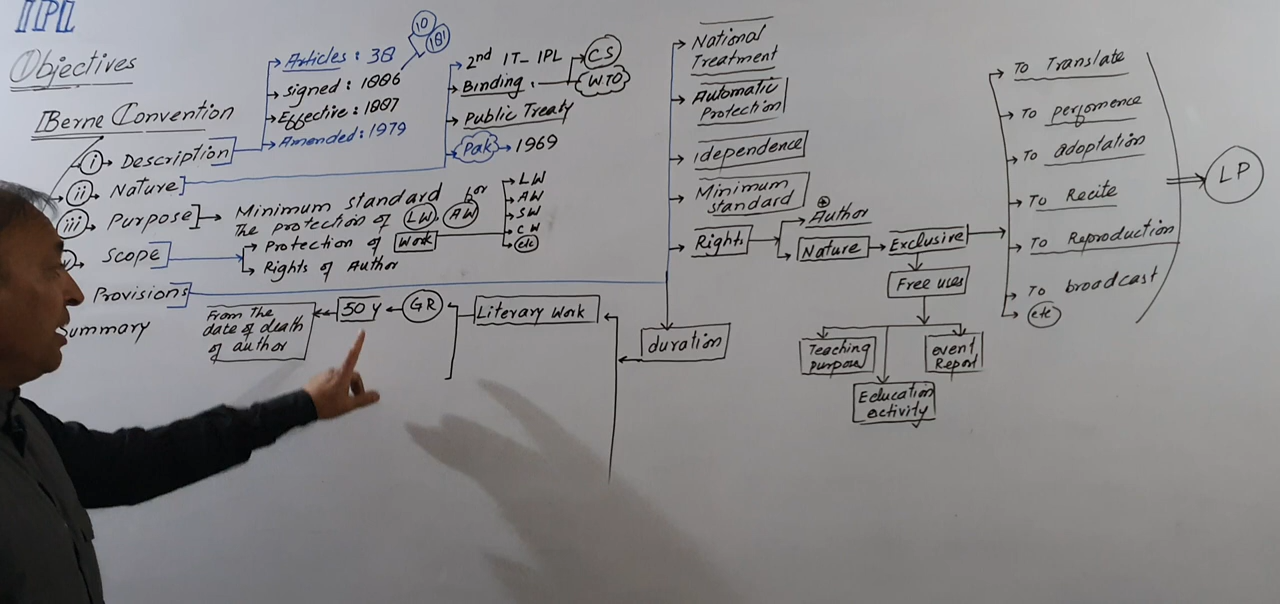 IPL
Objectives
Berne Convention
i → Description
ii → Nature
iii → Purpose
Scope
Provisions
Summary
Articles: 38
10
181
signed: 1886
Effective: 1887
Amended: 1979
2nd IT-IPL
Binding.
CS
WTO
Public Treaty
Pak → 1969
Minimum standard for
The protection of LW, AW
Protection of Work
Rights of Author
LW
AW
SW
CW
etc
National
Treatment
Automatic
Protection
Idependence
Minimum
standard
Rights
Author
Nature
Exclusive
Free uses
Teaching
purpose
Eclucation
activity
event
Report
To Translate
To perfomence
To adoptation
To Recite
To Reproduction
To broadcast
etc
LP
duration
Literary Work
GR
50 y
From The
date of death
of author